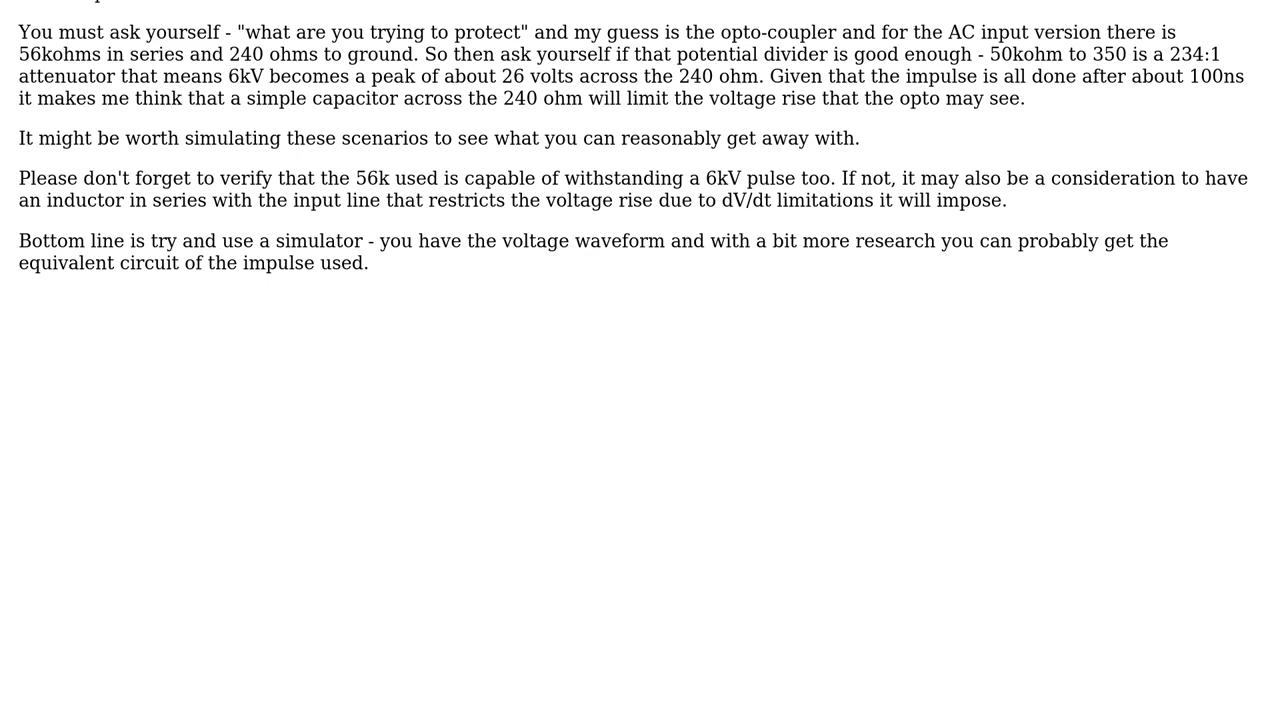 You must ask yourself - "what are you trying to protect" and my guess is the opto-coupler and for the AC input version there is
56kohms in series and 240 ohms to ground. So then ask yourself if that potential divider is good enough - 50kohm to 350 is a 234:1
attenuator that means 6kV becomes a peak of about 26 volts across the 240 ohm. Given that the impulse is all done after about 100ns
it makes me think that a simple capacitor across the 240 ohm will limit the voltage rise that the opto may see.
It might be worth simulating these scenarios to see what you can reasonably get away with.
Please don't forget to verify that the 56k used is capable of withstanding a 6kV pulse too. If not, it may also be a consideration to have
an inductor in series with the input line that restricts the voltage rise due to dV/dt limitations it will impose.
Bottom line is try and use a simulator - you have the voltage waveform and with a bit more research you can probably get the
equivalent circuit of the impulse used.